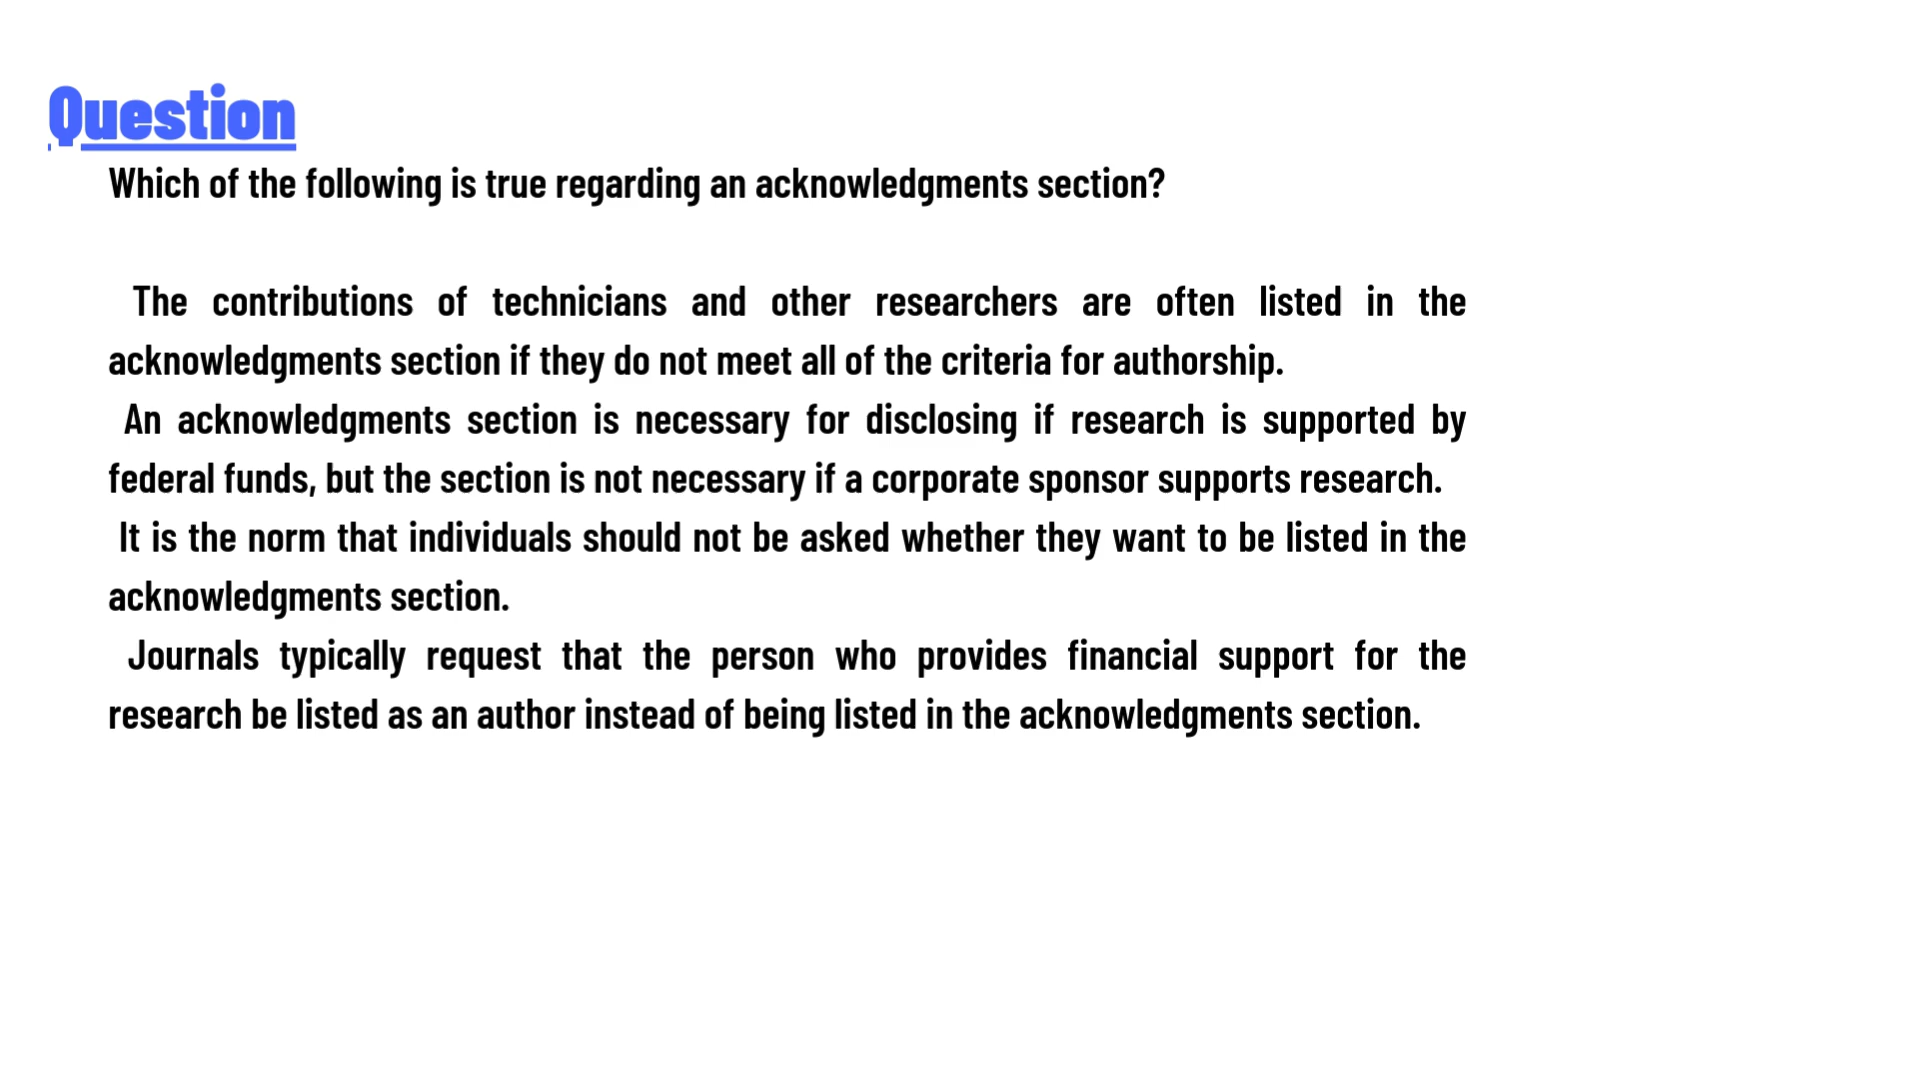 Question
Which of the following is true regarding an acknowledgments section?
The contributions of technicians and other researchers are often listed in the
acknowledgments section if they do not meet all of the criteria for authorship.
An acknowledgments section is necessary for disclosing if research is supported by
federal funds, but the section is not necessary if a corporate sponsor supports research.
It is the norm that individuals should not be asked whether they want to be listed in the
acknowledgments section.
Journals typically request that the person who provides financial support for the
research be listed as an author instead of being listed in the acknowledgments section.